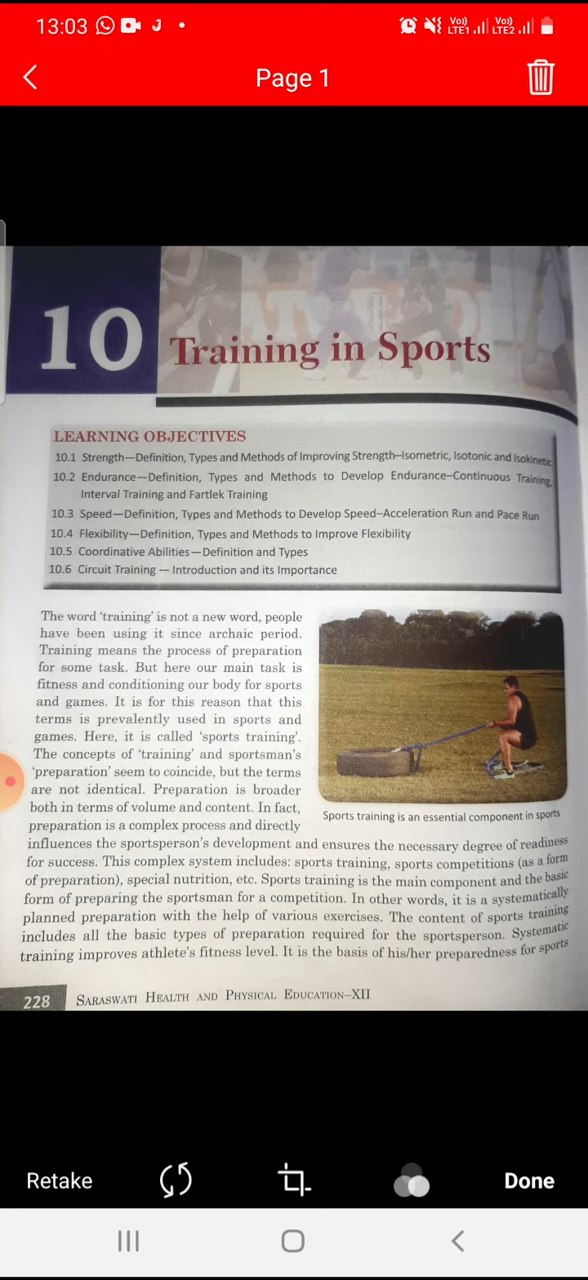 13:03
Vo)) LTE1 Vo)) LTE2
Page 1
10
Training in Sports
LEARNING OBJECTIVES
10.1 Strength—Definition, Types and Methods of Improving Strength–Isometric, Isotonic and Isokinetic
10.2 Endurance—Definition, Types and Methods to Develop Endurance–Continuous Training,
Interval Training and Fartlek Training
10.3 Speed—Definition, Types and Methods to Develop Speed–Acceleration Run and Pace Run
10.4 Flexibility—Definition, Types and Methods to Improve Flexibility
10.5 Coordinative Abilities—Definition and Types
10.6 Circuit Training — Introduction and its Importance
The word ‘training’ is not a new word, people
have been using it since archaic period.
Training means the process of preparation
for some task. But here our main task is
fitness and conditioning our body for sports
and games. It is for this reason that this
terms is prevalently used in sports and
games. Here, it is called ‘sports training’.
The concepts of ‘training’ and sportsman’s
‘preparation’ seem to coincide, but the terms
are not identical. Preparation is broader
both in terms of volume and content. In fact,
preparation is a complex process and directly
Sports training is an essential component in sports
influences the sportsperson’s development and ensures the necessary degree of readiness
for success. This complex system includes: sports training, sports competitions (as a form
of preparation), special nutrition, etc. Sports training is the main component and the basic
form of preparing the sportsman for a competition. In other words, it is a systematically
planned preparation with the help of various exercises. The content of sports training
includes all the basic types of preparation required for the sportsperson. Systematic
training improves athlete’s fitness level. It is the basis of his/her preparedness for sports
228 SARASWATI HEALTH AND PHYSICAL EDUCATION–XII
Retake
Done